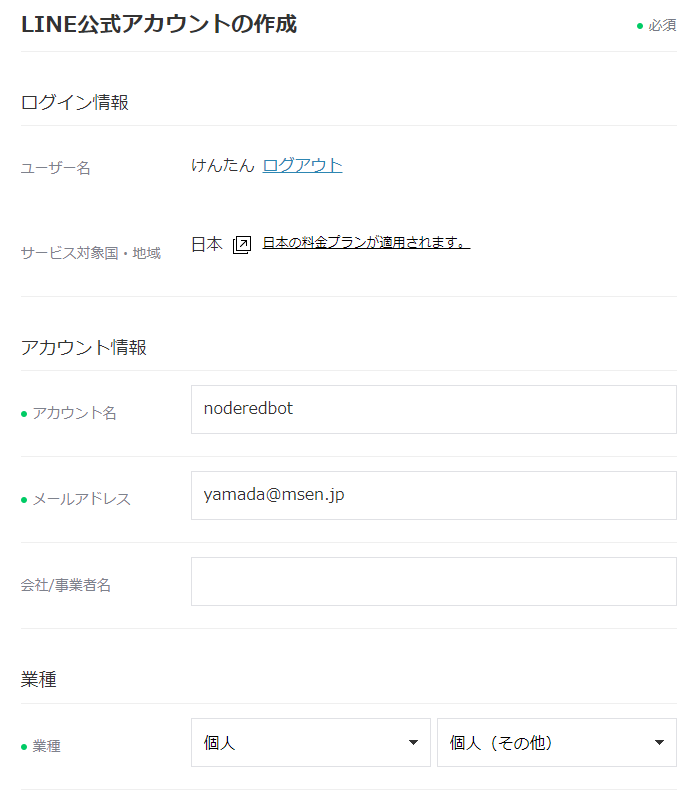 LINE公式アカウントの作成
必須
ログイン情報
ユーザー名 けんたん ログアウト
サービス対象国・地域 日本 日本の料金プランが適用されます。
アカウント情報
アカウント名 noderedbot
メールアドレス yamada@msen.jp
会社/事業者名
業種
業種 個人 個人（その他）